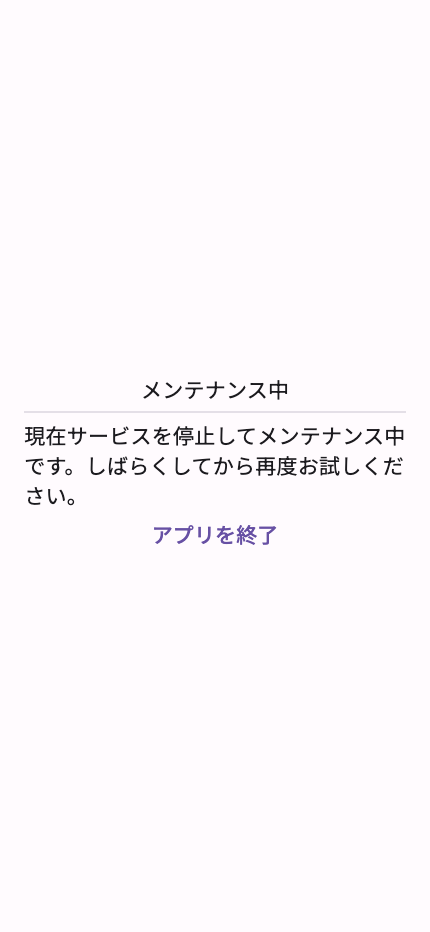 メンテナンス中
現在サービスを停止してメンテナンス中
です。しばらくしてから再度お試しくだ
さい。
アプリを終了